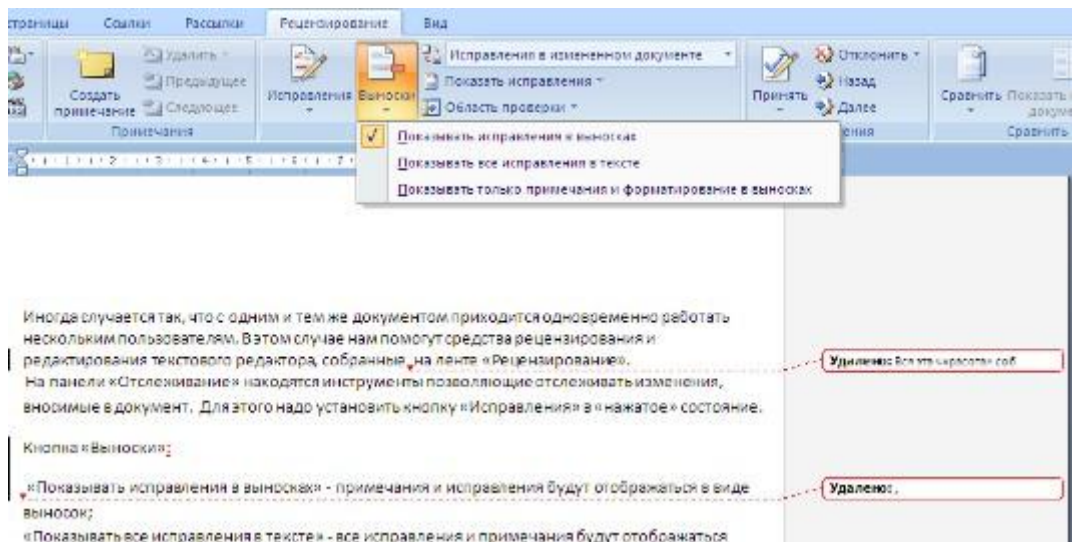 страницы Ссылки Рассылки Рецензирование Вид
Создать примечание
Удалить
Предыдущее
Следующее
Примечания
Исправления
Выноски
Исправления в измененном документе
Показать исправления
Область проверки
Принять
Отклонить
Назад
Далее
Сравнить
Показать
Сравнить
Показывать исправления в выносках
Показывать все исправления в тексте
Показывать только примечания и форматирование в выносках
Иногда случается так, что с одним и тем же документом приходится одновременно работать
нескольким пользователям. В этом случае нам помогут средства рецензирования и
редактирования текстового редактора, собранные на ленте «Рецензирование».
Удалено: Вся эта «красота» соб
На панели «Отслеживание» находятся инструменты позволяющие отслеживать изменения,
вносимые в документ. Для этого надо установить кнопку «Исправления» в «нажатое» состояние.
Кнопка «Выноски»:
«Показывать исправления в выносках» - примечания и исправления будут отображаться в виде
Удалено: ,
выносок;
«Показывать все исправления в тексте» - все исправления и примечания будут отображаться